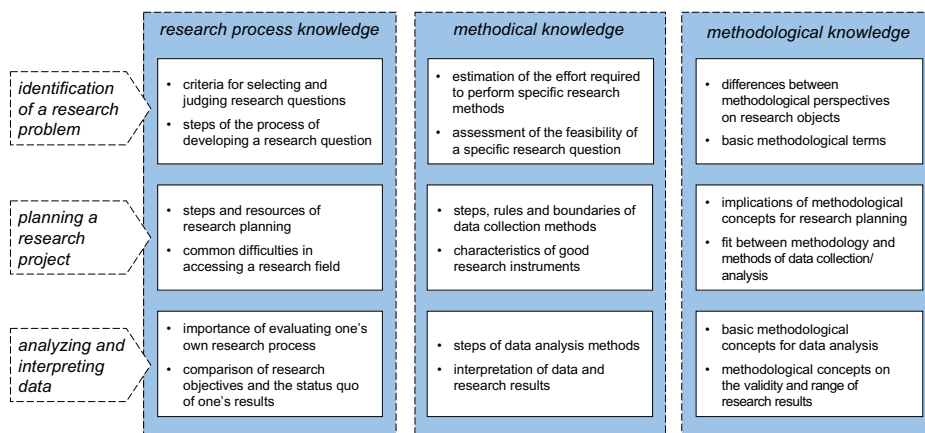 research process knowledge
methodical knowledge
methodological knowledge
identification
of a research
problem
• criteria for selecting and
judging research questions
• steps of the process of
developing a research question
• estimation of the effort required
to perform specific research
methods
• assessment of the feasibility of
a specific research question
• differences between
methodological perspectives
on research objects
• basic methodological terms
planning a
research
project
• steps and resources of
research planning
• common difficulties in
accessing a research field
• steps, rules and boundaries of
data collection methods
• characteristics of good
research instruments
• implications of methodological
concepts for research planning
• fit between methodology and
methods of data collection/
analysis
analyzing and
interpreting
data
• importance of evaluating one's
own research process
• comparison of research
objectives and the status quo
of one's results
• steps of data analysis methods
• interpretation of data and
research results
• basic methodological
concepts for data analysis
• methodological concepts on
the validity and range of
research results